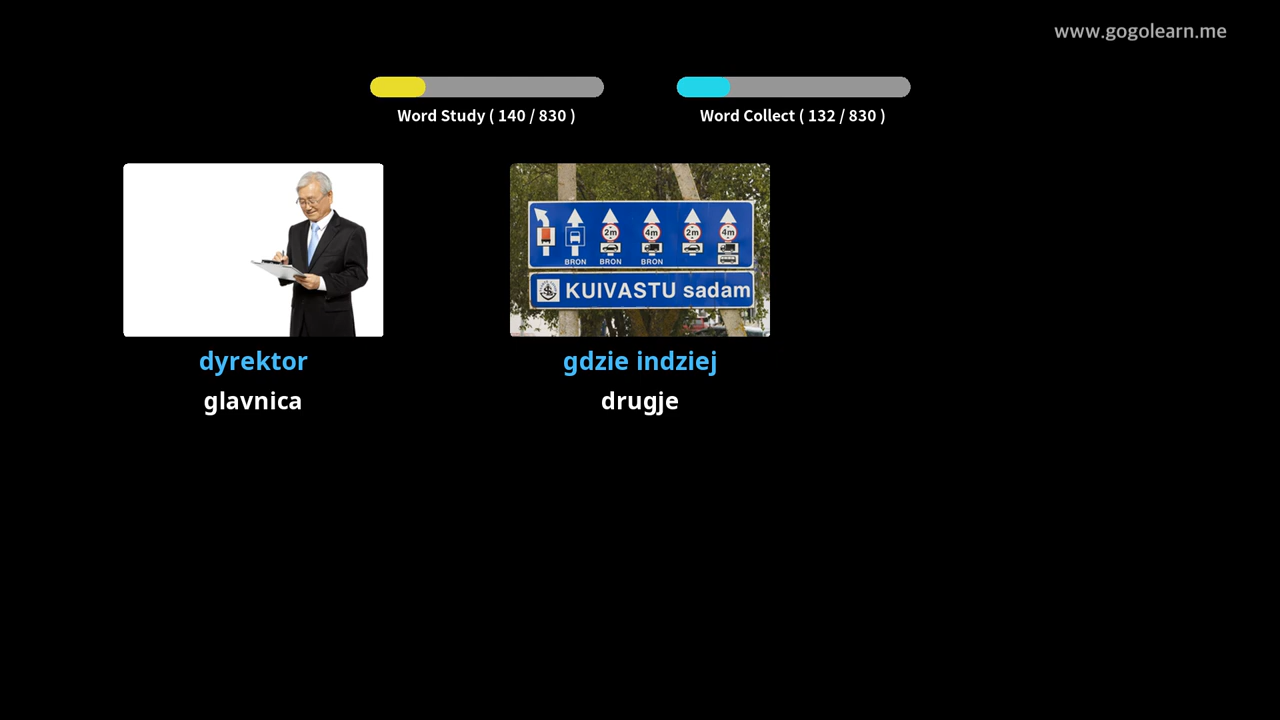 www.gogolearn.me
Word Study ( 140 / 830 )
Word Collect ( 132 / 830 )
2m
4m
2m
4m
BRON
BRON
BRON
KUIVASTU sadam
dyrektor
gdzie indziej
glavnica
drugje